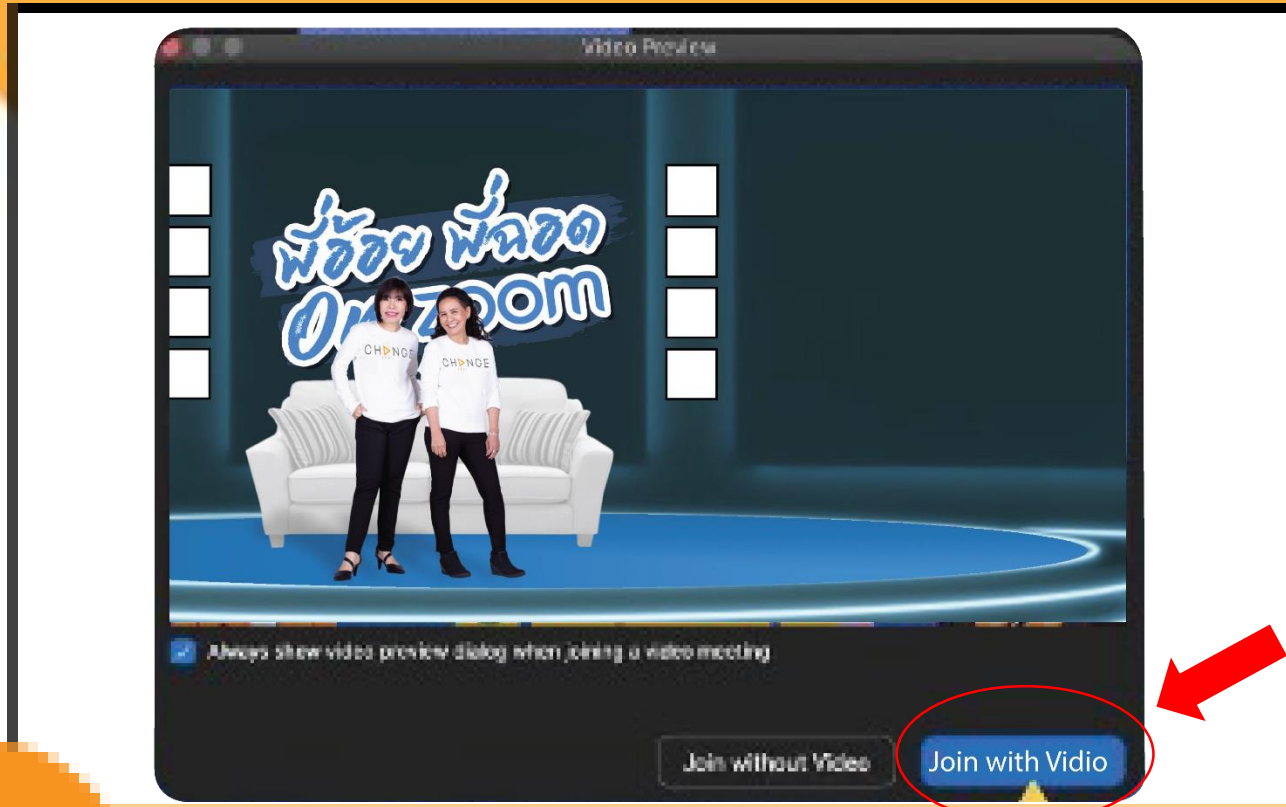 Video Preview
พี่อ้อย พี่ฉอด
On zoom
CHANGE
CHANGE
Always show video preview dialog when joining a video meeting
Join without Video
Join with Vidio